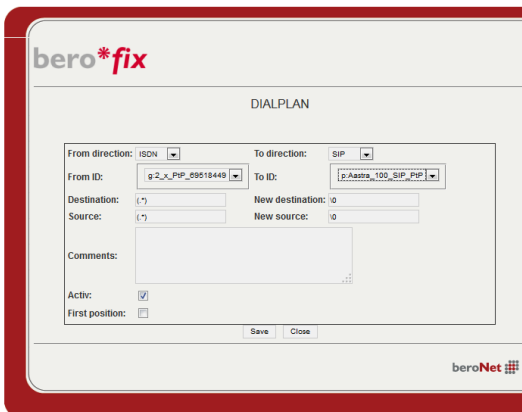 bero*fix
DIALPLAN
From direction: ISDN To direction: SIP
From ID: g:2_x_PtP_69518449 To ID: p:Aastra_100_SIP_PtP
Destination: (.*) New destination: \0
Source: (.*) New source: \0
Comments:
Activ:
First position:
Save Close
beroNet